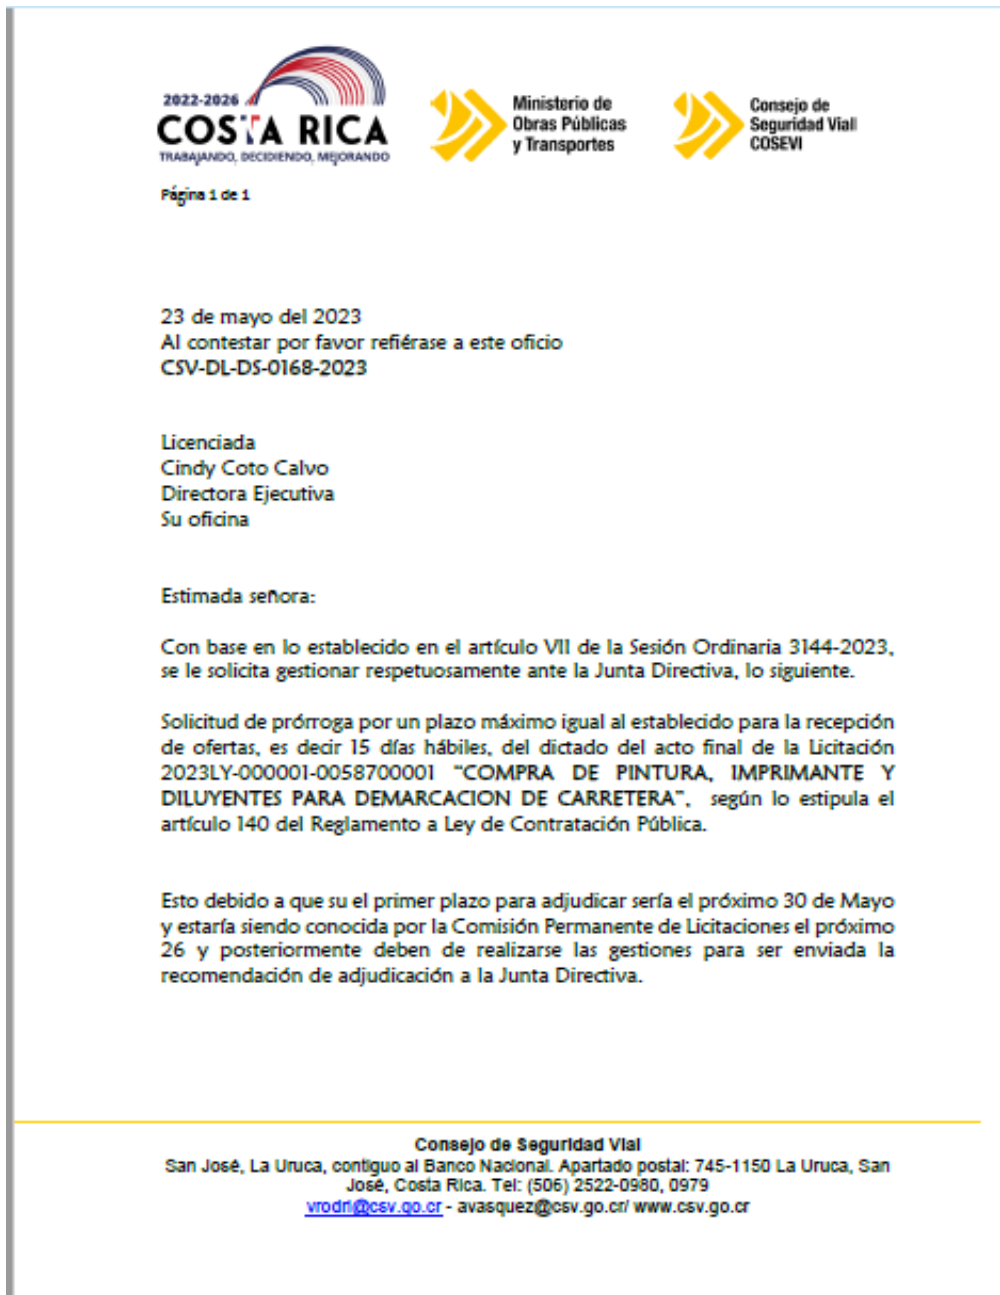 2022-2026
COSTA RICA
TRABAJANDO, DECIDIENDO, MEJORANDO
Ministerio de
Obras Públicas
y Transportes
Consejo de
Seguridad Vial
COSEVI
Página 1 de 1
23 de mayo del 2023
Al contestar por favor refiérase a este oficio
CSV-DL-DS-0168-2023
Licenciada
Cindy Coto Calvo
Directora Ejecutiva
Su oficina
Estimada señora:
Con base en lo establecido en el artículo VII de la Sesión Ordinaria 3144-2023,
se le solicita gestionar respetuosamente ante la Junta Directiva, lo siguiente.
Solicitud de prórroga por un plazo máximo igual al establecido para la recepción
de ofertas, es decir 15 días hábiles, del dictado del acto final de la Licitación
2023LY-000001-0058700001 "COMPRA DE PINTURA, IMPRIMANTE Y
DILUYENTES PARA DEMARCACION DE CARRETERA", según lo estipula el
artículo 140 del Reglamento a Ley de Contratación Pública.
Esto debido a que su el primer plazo para adjudicar sería el próximo 30 de Mayo
y estaría siendo conocida por la Comisión Permanente de Licitaciones el próximo
26 y posteriormente deben de realizarse las gestiones para ser enviada la
recomendación de adjudicación a la Junta Directiva.
Consejo de Seguridad Vial
San José, La Uruca, contiguo al Banco Nacional. Apartado postal: 745-1150 La Uruca, San
José, Costa Rica. Tel: (506) 2522-0980, 0979
vrodri@csv.go.cr - avasquez@csv.go.cr/ www.csv.go.cr